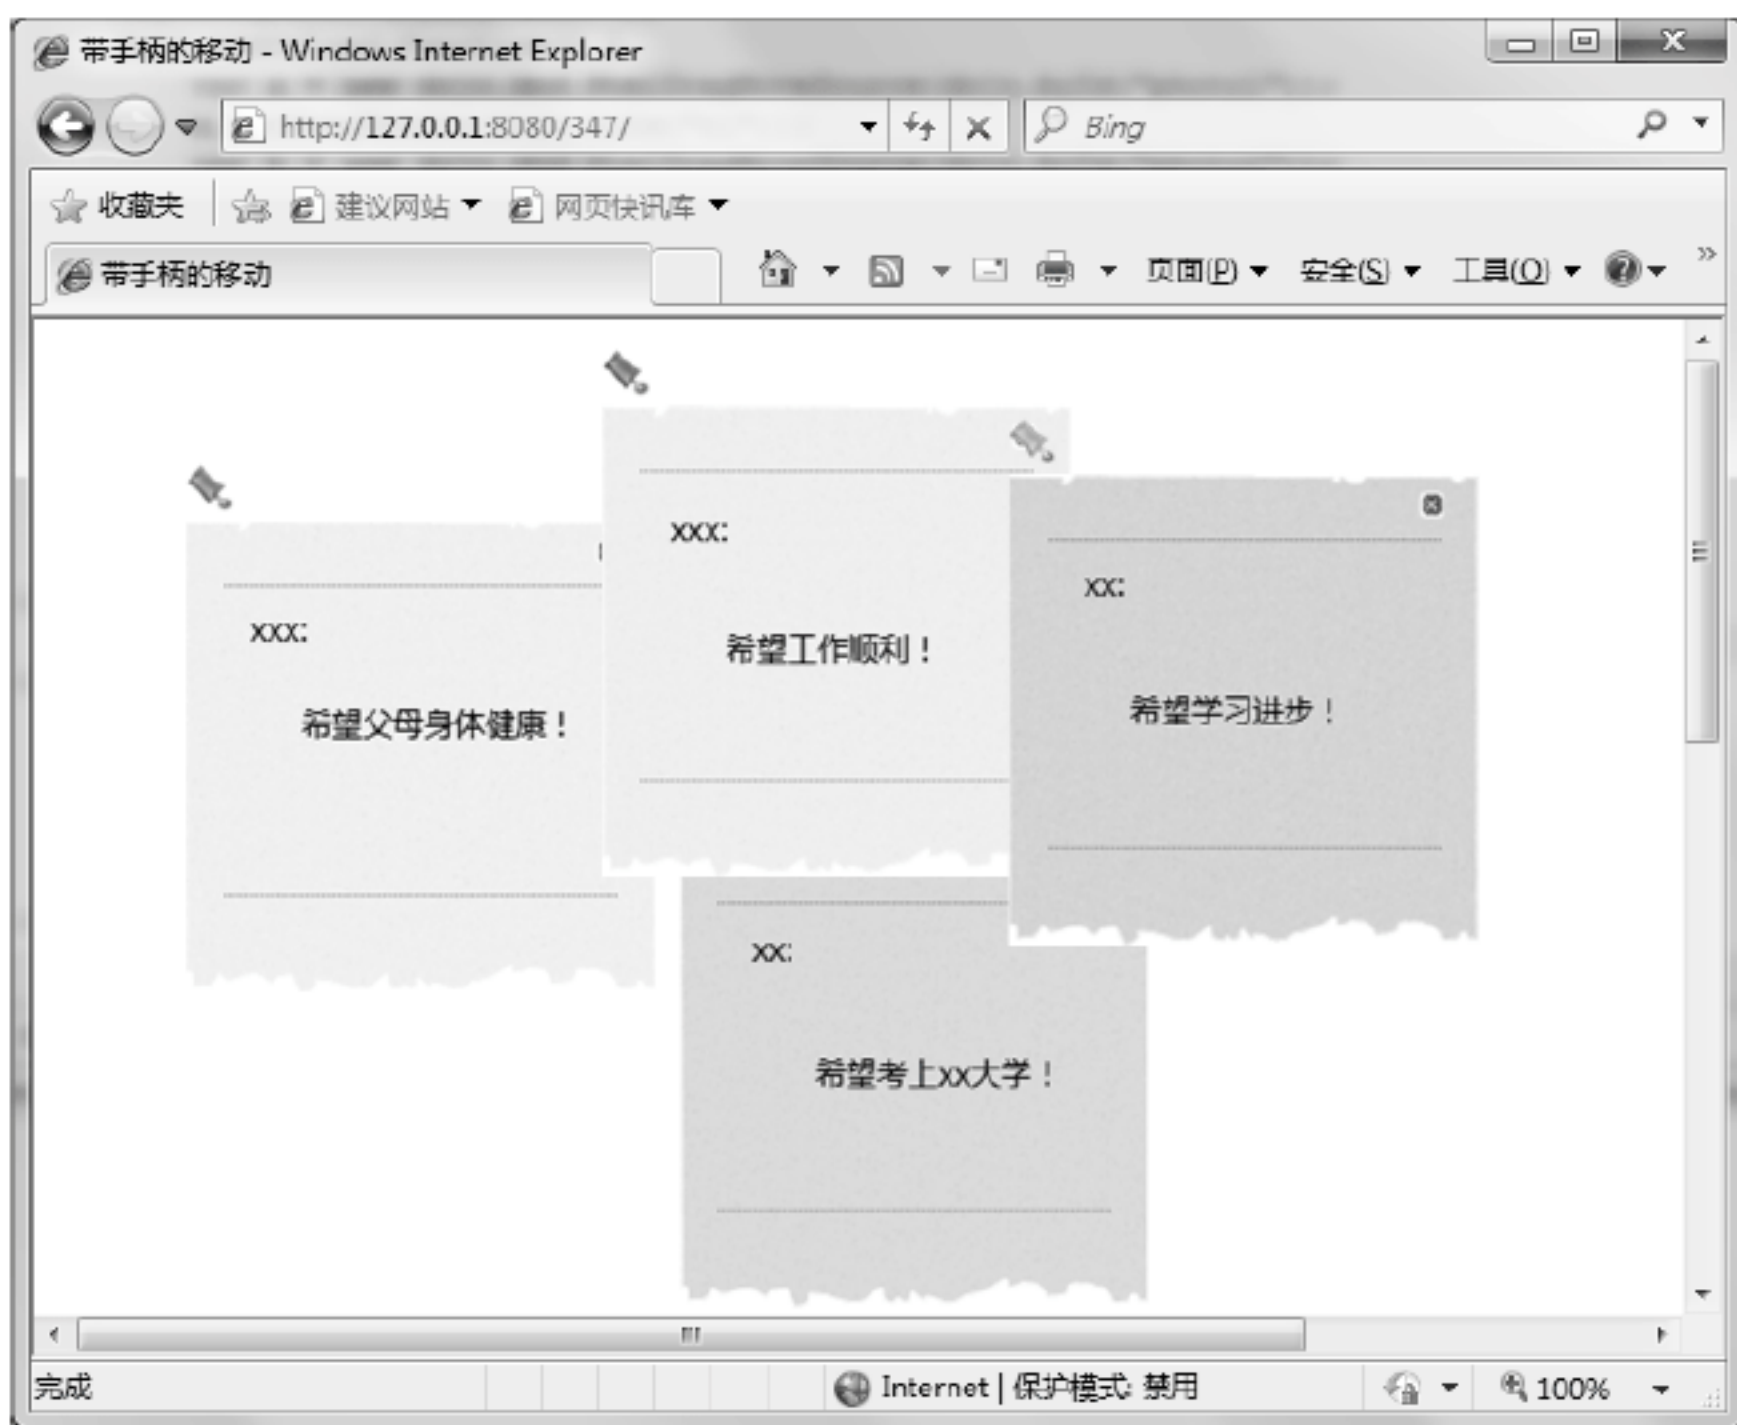 带手柄的移动 - Windows Internet Explorer
http://127.0.0.1:8080/347/
Bing
收藏夹 建议网站 网页快讯库
带手柄的移动 页面(P) 安全(S) 工具(O)
xxx:
希望父母身体健康！
xxx:
希望工作顺利！
xx:
希望学习进步！
xx:
希望考上xx大学！
完成 Internet | 保护模式: 禁用 100%